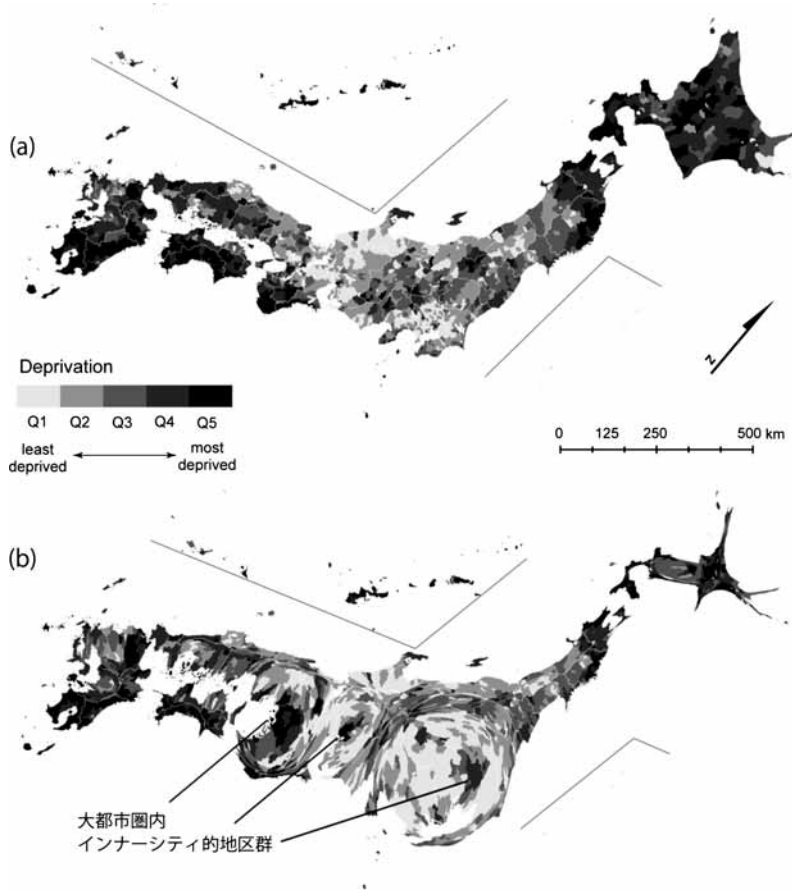 (a)
Deprivation
Q1 Q2 Q3 Q4 Q5
least deprived
most deprived
N
0 125 250 500 km
(b)
大都市圏内
インナーシティ的地区群